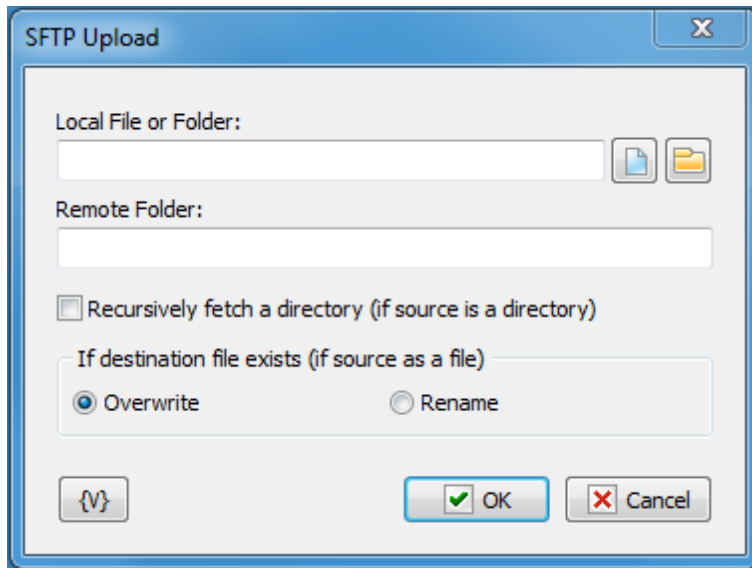 SFTP Upload
Local File or Folder:
Remote Folder:
Recursively fetch a directory (if source is a directory)
If destination file exists (if source as a file)
Overwrite Rename
{V} OK Cancel